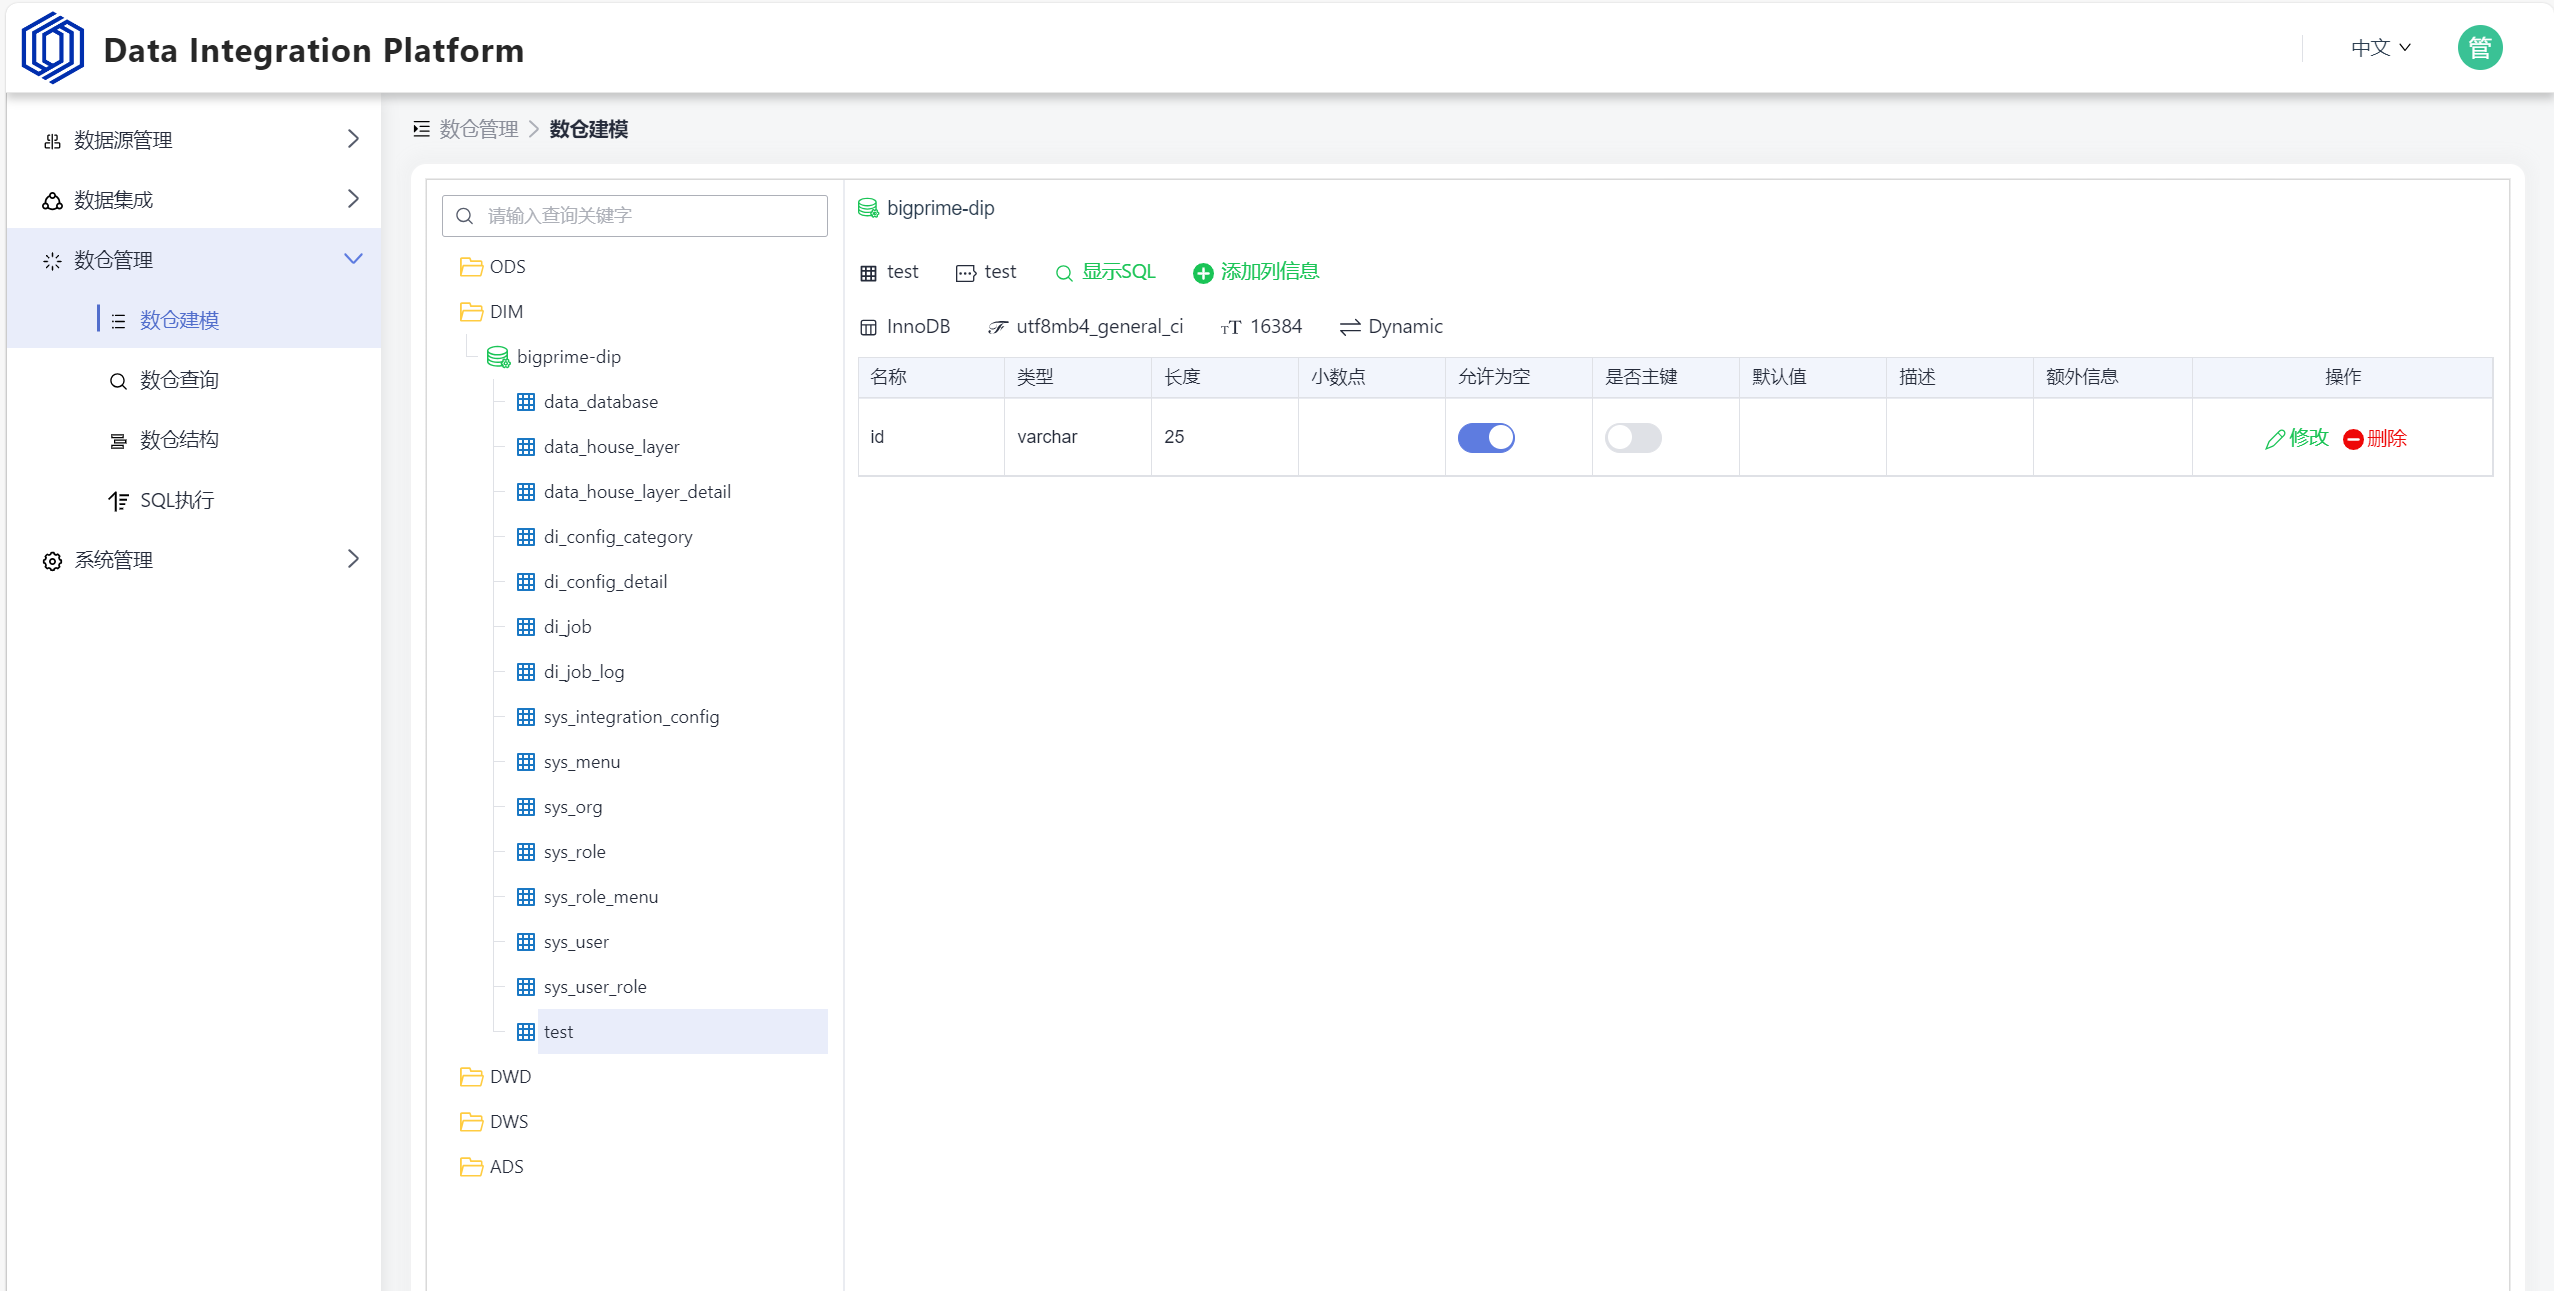 Data Integration Platform
中文
管
数据源管理
数据集成
数仓管理
数仓建模
数仓查询
数仓结构
SQL执行
系统管理
数仓管理 > 数仓建模
请输入查询关键字
ODS
DIM
bigprime-dip
data_database
data_house_layer
data_house_layer_detail
di_config_category
di_config_detail
di_job
di_job_log
sys_integration_config
sys_menu
sys_org
sys_role
sys_role_menu
sys_user
sys_user_role
test
DWD
DWS
ADS
bigprime-dip
test test 显示SQL 添加列信息
InnoDB utf8mb4_general_ci 16384 Dynamic
名称 类型 长度 小数点 允许为空 是否主键 默认值 描述 额外信息 操作
id varchar 25 修改 删除